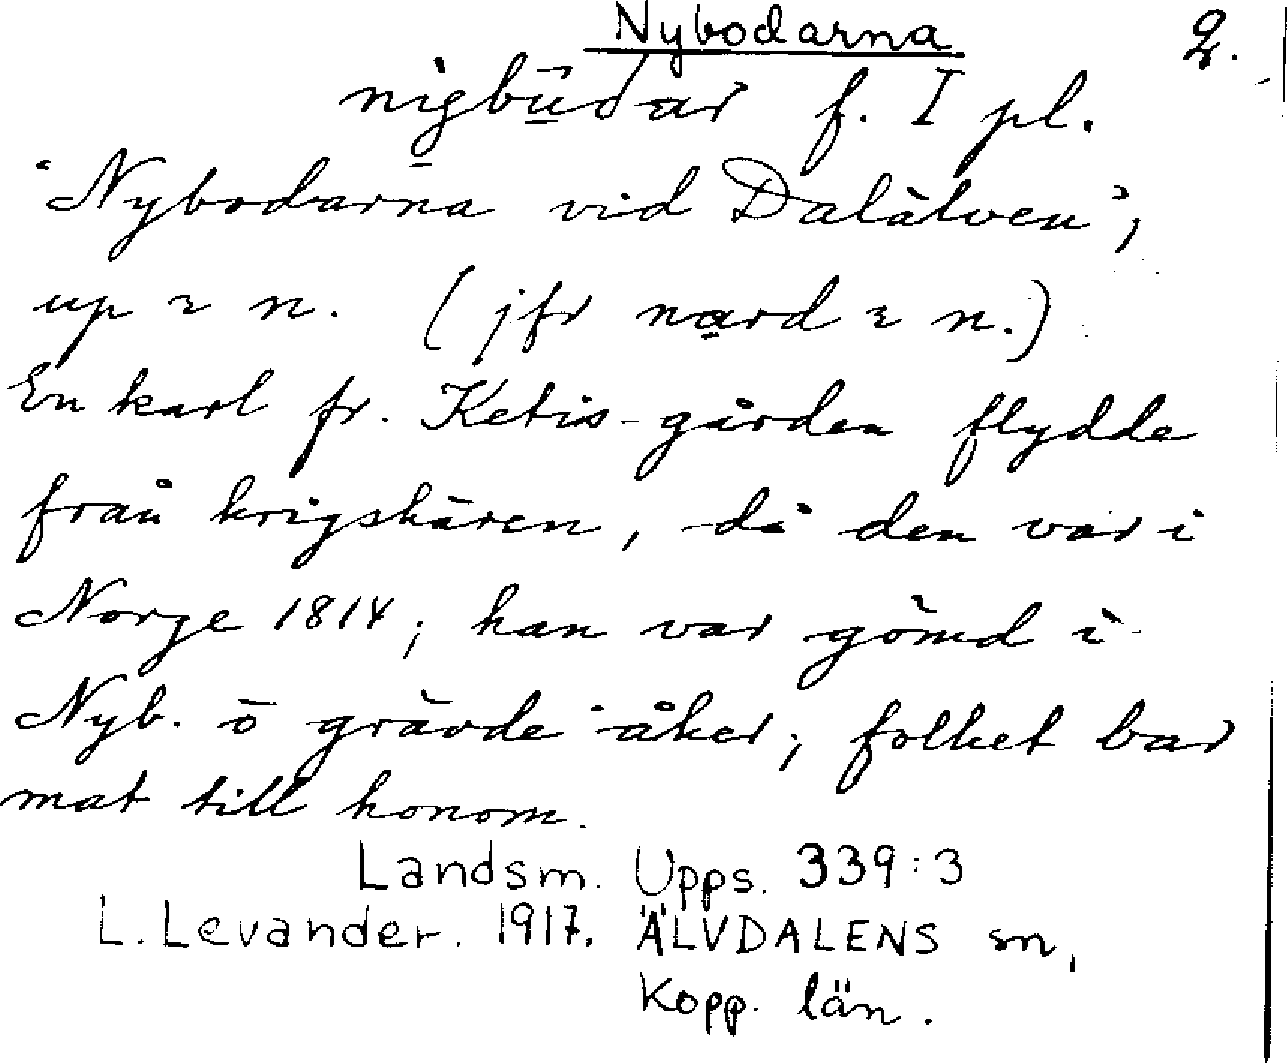 Nybodarna 2.
nigbūdar f. I pl.
"Nybodarna vid Dalälven";
up ꝛ n. (jfr nard ꝛ n.)
En karl fr. Ketis-gården flydde
från krigshären, då den var i
Norge 1814; han var gömd i
Nyb. o grävde åker; folket bar
mat till honom.
Landsm. Upps. 339:3
L. Levander. 1917. ÄLVDALENS sn,
Kopp. län.